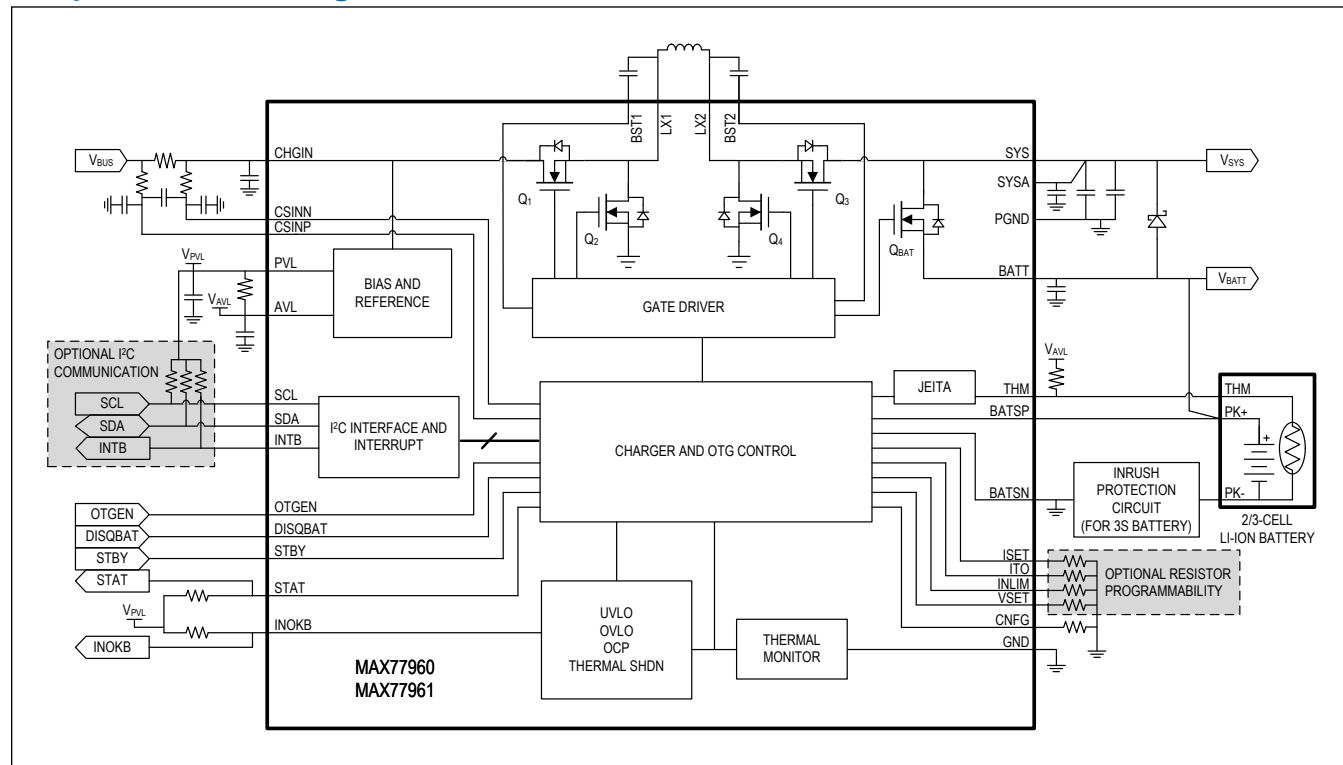 BST1
LX1
LX2
BST2
VBUS
CHGIN
SYS
VSYS
SYSA
Q1
Q3
CSINN
CSINP
Q2
Q4
QBAT
PGND
VPVL
PVL
BIAS AND
REFERENCE
BATT
VBATT
VAVL
AVL
GATE DRIVER
OPTIONAL I²C
COMMUNICATION
VAVL
JEITA
THM
THM
SCL
SCL
BATSP
PK+
SDA
SDA
I²C INTERFACE AND
INTERRUPT
INTB
INTB
CHARGER AND OTG CONTROL
+
INRUSH
PROTECTION
CIRCUIT
(FOR 3S BATTERY)
BATSN
PK-
2/3-CELL
LI-ION BATTERY
OTGEN
OTGEN
DISQBAT
DISQBAT
STBY
STBY
STAT
STAT
ISET
ITO
INLIM
VSET
OPTIONAL RESISTOR
PROGRAMMABILITY
VPVL
CNFG
INOKB
INOKB
UVLO
OVLO
OCP
THERMAL SHDN
THERMAL
MONITOR
GND
MAX77960
MAX77961